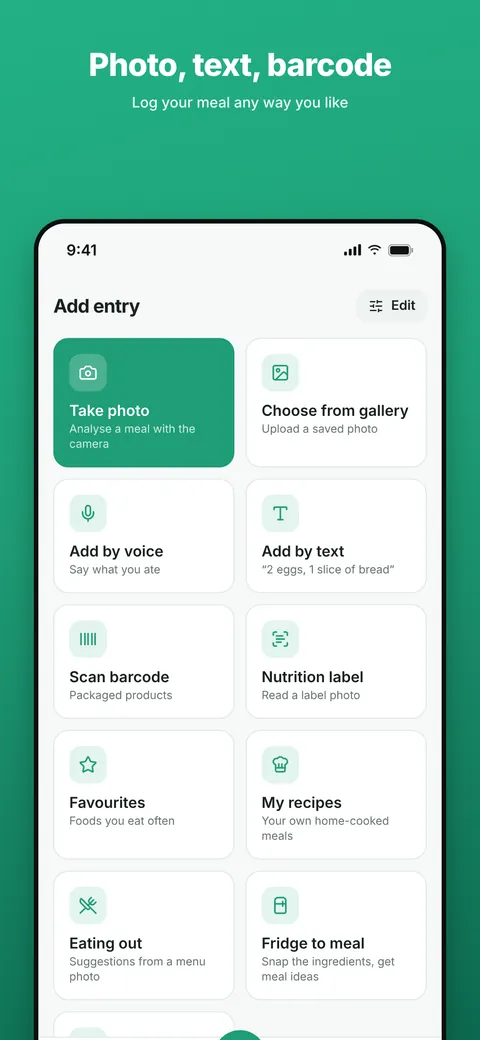 Photo, text, barcode
Log your meal any way you like
9:41
Add entry
Edit
Take photo
Analyse a meal with the
camera
Choose from gallery
Upload a saved photo
Add by voice
Say what you ate
Add by text
“2 eggs, 1 slice of bread”
Scan barcode
Packaged products
Nutrition label
Read a label photo
Favourites
Foods you eat often
My recipes
Your own home-cooked
meals
Eating out
Suggestions from a menu
photo
Fridge to meal
Snap the ingredients, get
meal ideas